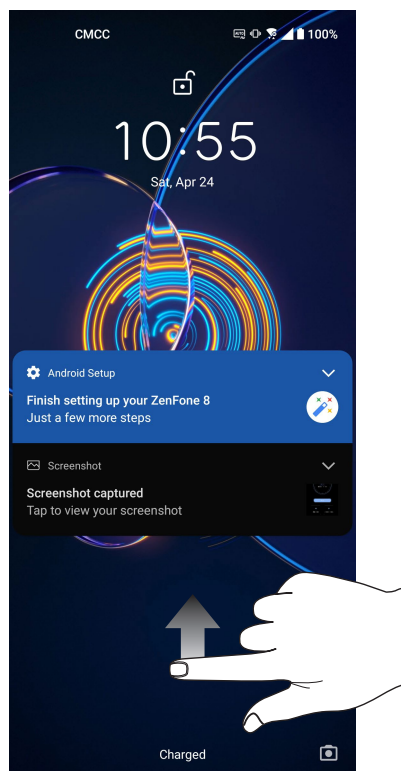 CMCC 100%
10:55
Sat, Apr 24
Android Setup
Finish setting up your ZenFone 8
Just a few more steps
Screenshot
Screenshot captured
Tap to view your screenshot
Charged